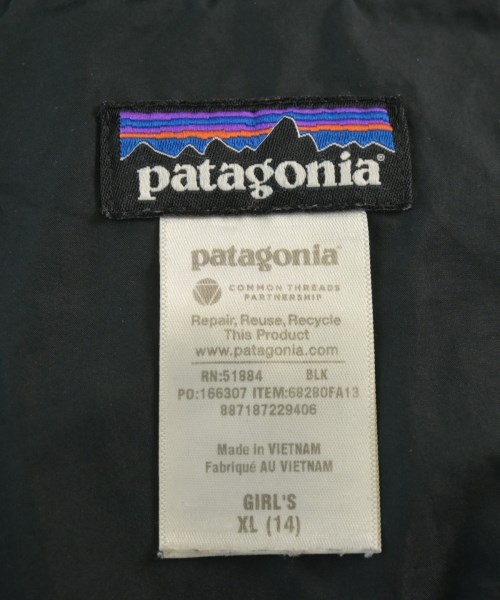 patagonia®
patagonia®
COMMON THREADS
PARTNERSHIP
Repair, Reuse, Recycle
This Product
www.patagonia.com
RN:51884 BLK
PO:166307 ITEM:68280FA13
887187229406
Made in VIETNAM
Fabriqué AU VIETNAM
GIRL'S
XL (14)